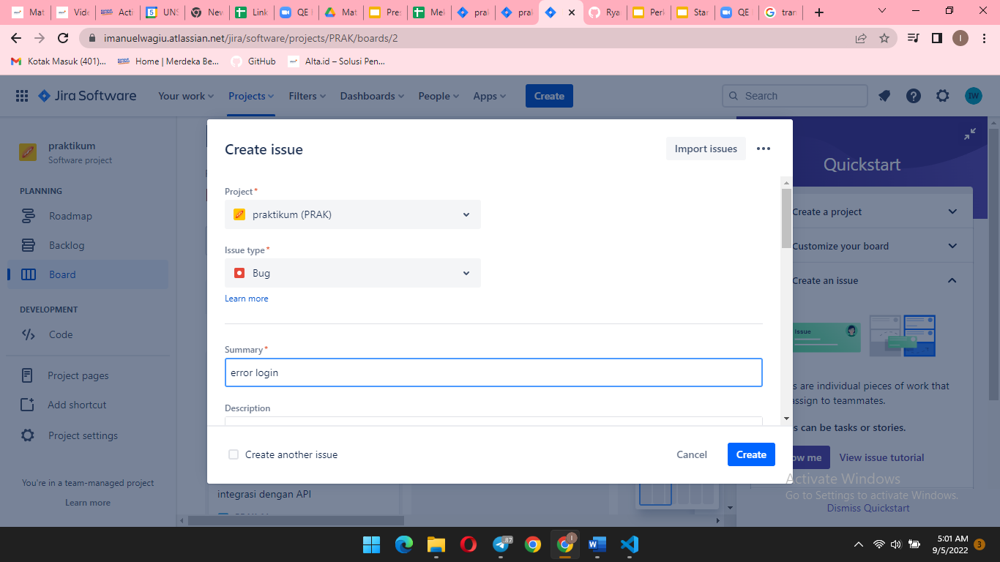 Mat
Vide
Acti
UNS
New
Link
QE I
Mat
Pres
Mek
prak
prak
Rya
Perk
Star
QE I
tran
imanuelwagiu.atlassian.net/jira/software/projects/PRAK/boards/2
I
Kotak Masuk (401)...
Home | Merdeka Be...
GitHub
Alta.id – Solusi Pen...
Jira Software
Your work
Projects
Filters
Dashboards
People
Apps
Create
Search
IW
praktikum
Software project
PLANNING
Roadmap
Backlog
Board
DEVELOPMENT
Code
Project pages
Add shortcut
Project settings
You're in a team-managed project
Learn more
Create issue
Import issues
Project*
praktikum (PRAK)
Issue type*
Bug
Learn more
Summary*
error login
Description
Create another issue
Cancel
Create
integrasi dengan API
Quickstart
Create a project
Customize your board
Create an issue
Issue
s are individual pieces of work that
assign to teammates.
s can be tasks or stories.
ow me
View issue tutorial
Activate Windows
Go to Settings to activate Windows.
Dismiss Quickstart
87
I
5:01 AM
9/5/2022
3